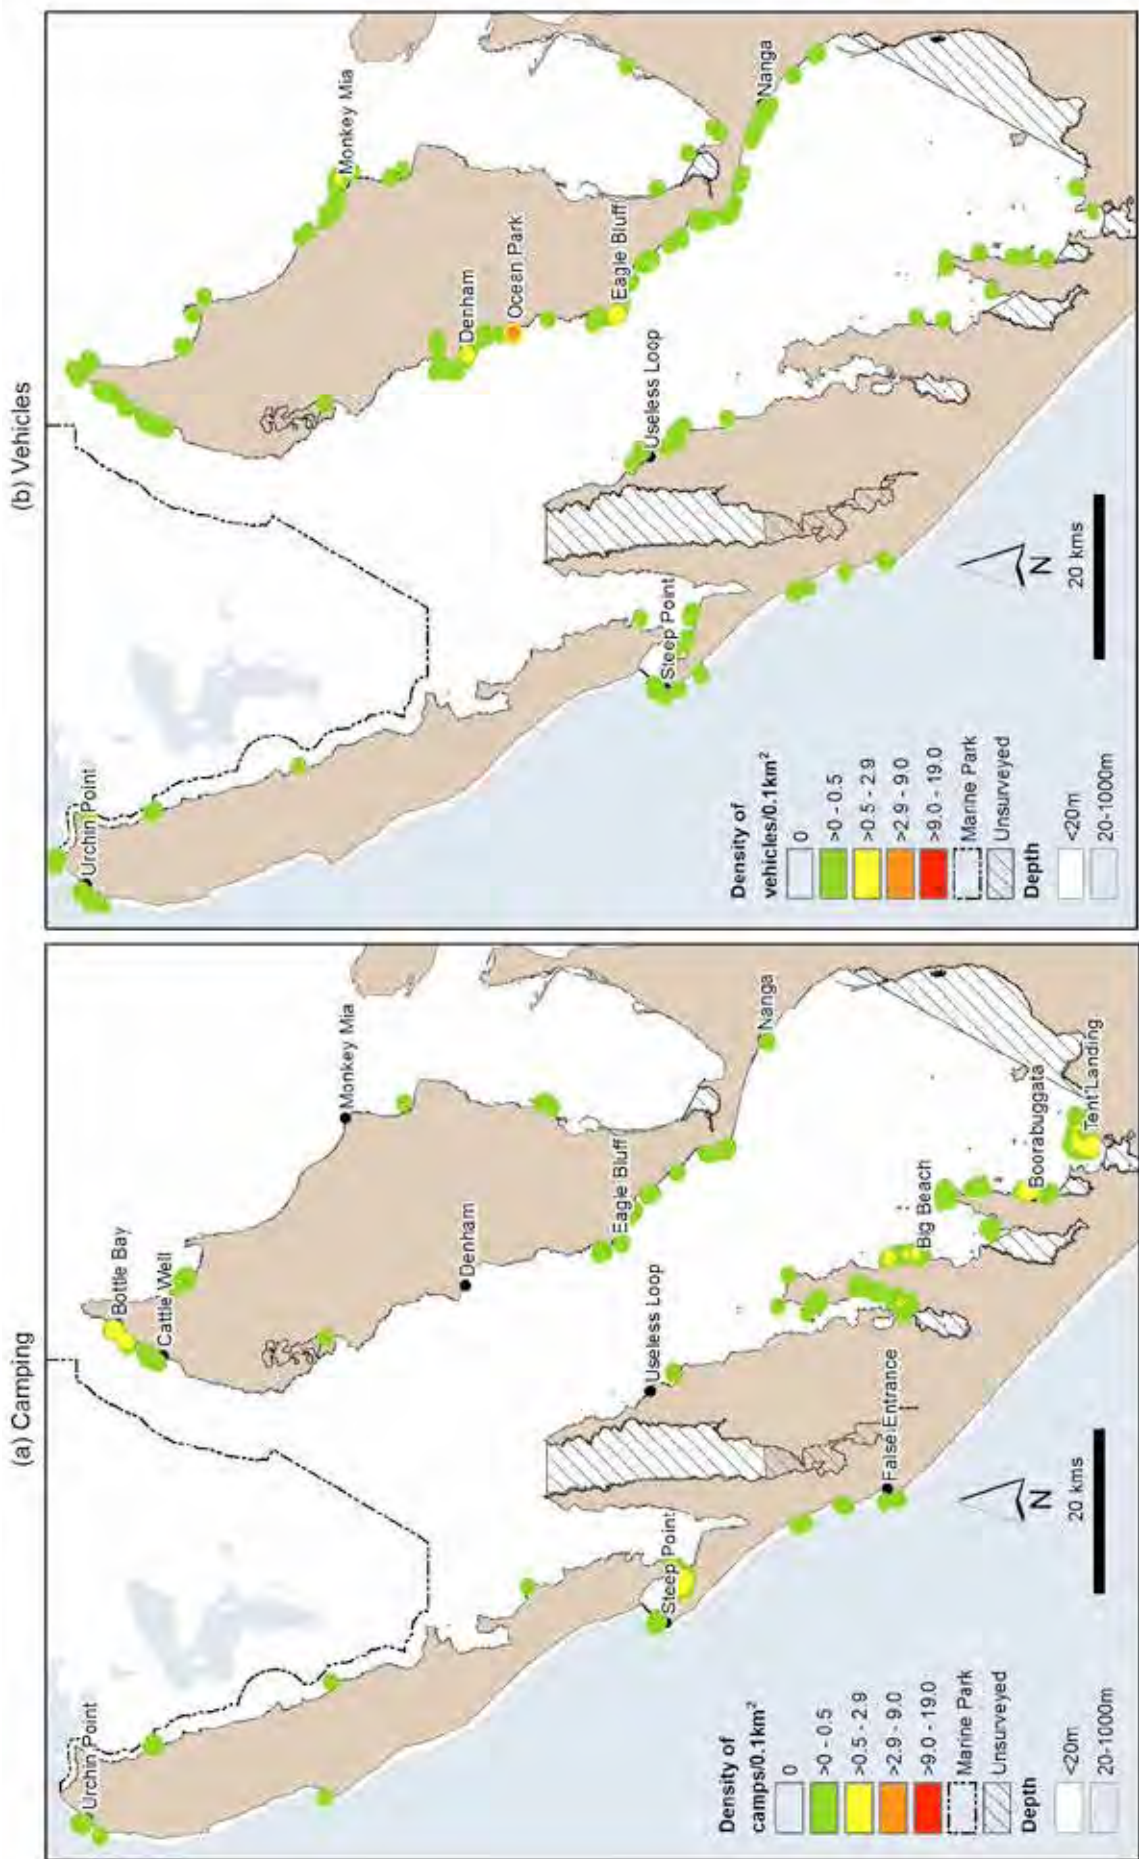 (a) Camping
Urchin Point
Bottle Bay
Cattle Well
Monkey Mia
Denham
Eagle Bluff
Useless Loop
Steep Point
Nanga
False Entrance
Big Beach
Boorabuggata
Tent Landing
Density of
camps/0.1km²
0
>0 - 0.5
>0.5 - 2.9
>2.9 - 9.0
>9.0 - 19.0
Marine Park
Unsurveyed
Depth
<20m
20-1000m
N
20 kms
(b) Vehicles
Urchin Point
Monkey Mia
Denham
Ocean Park
Eagle Bluff
Useless Loop
Steep Point
Nanga
Density of
vehicles/0.1km²
0
>0 - 0.5
>0.5 - 2.9
>2.9 - 9.0
>9.0 - 19.0
Marine Park
Unsurveyed
Depth
<20m
20-1000m
N
20 kms